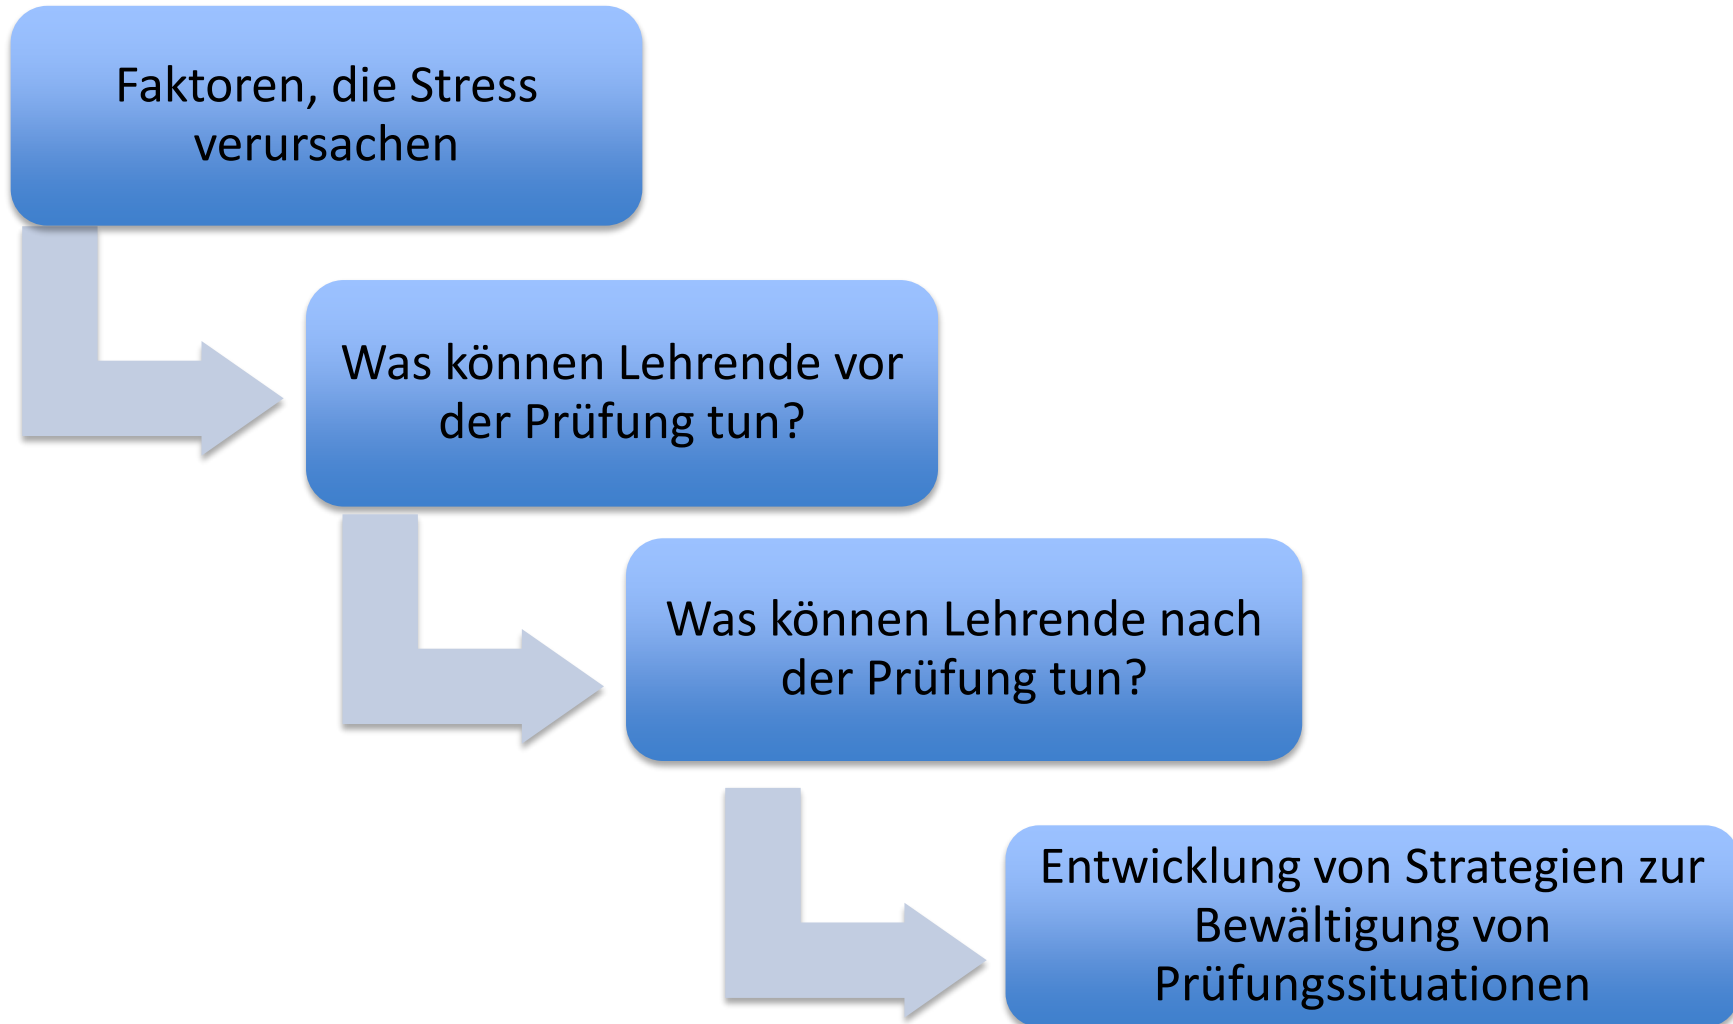 Faktoren, die Stress
verursachen
Was können Lehrende vor
der Prüfung tun?
Was können Lehrende nach
der Prüfung tun?
Entwicklung von Strategien zur
Bewältigung von
Prüfungssituationen